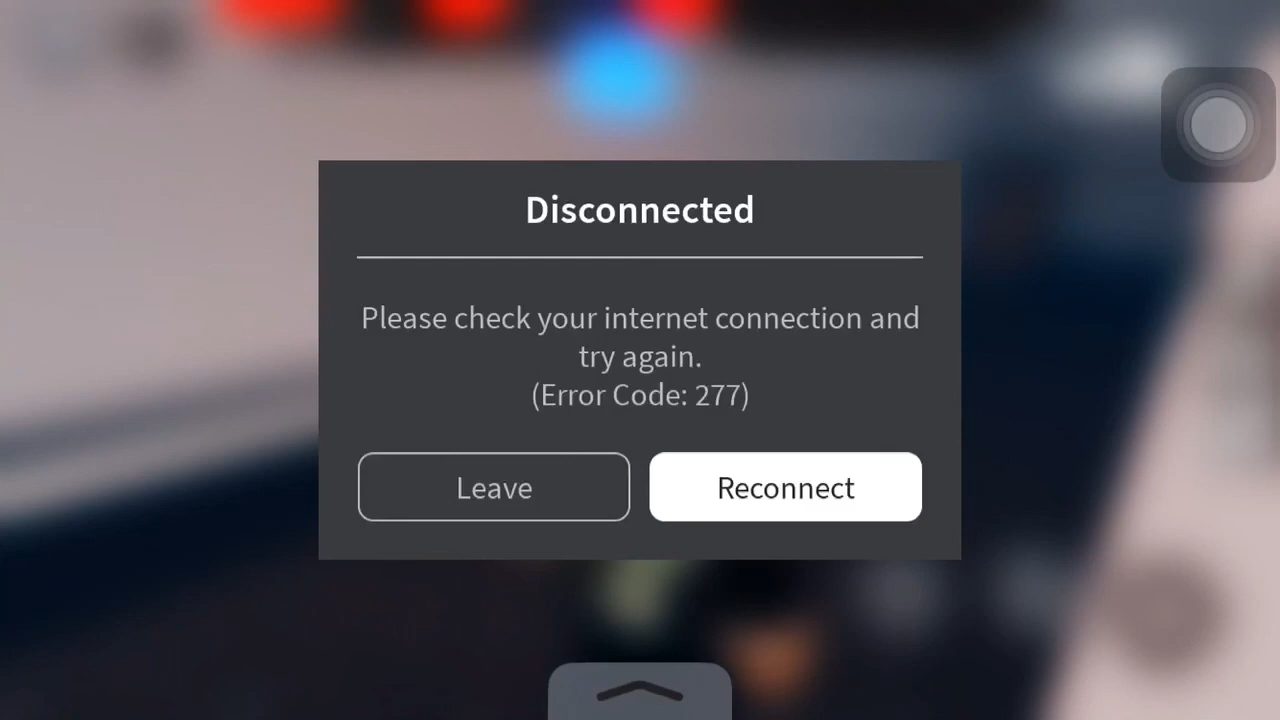 Disconnected
Please check your internet connection and
try again.
(Error Code: 277)
Leave
Reconnect